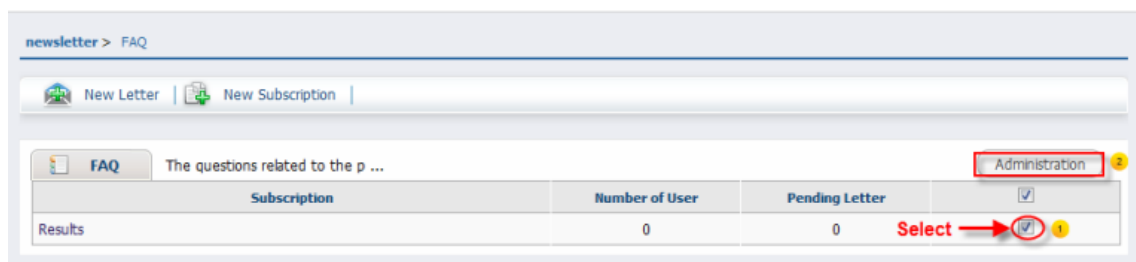 newsletter > FAQ
New Letter | New Subscription |
FAQ The questions related to the p ... Administration 2
Subscription Number of User Pending Letter
Results 0 0 Select 1